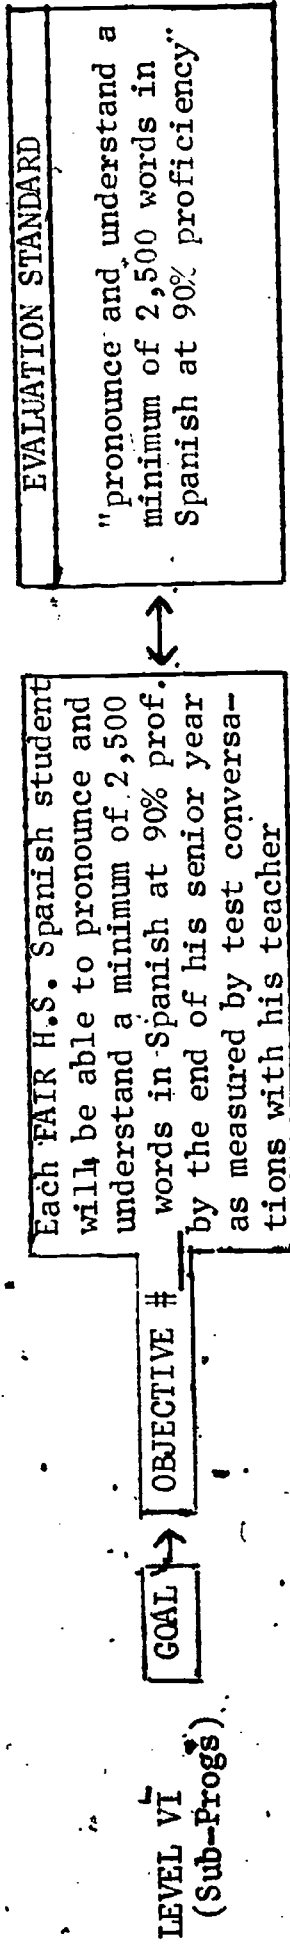 LEVEL VI
(Sub-Progs)
GOAL
OBJECTIVE #
Each FAIR H.S. Spanish student
will be able to pronounce and
understand a minimum of 2,500
words in Spanish at 90% prof.
by the end of his senior year
as measured by test conversa-
tions with his teacher
EVALUATION STANDARD
"pronounce and understand a
minimum of 2,500 words in
Spanish at 90% proficiency"